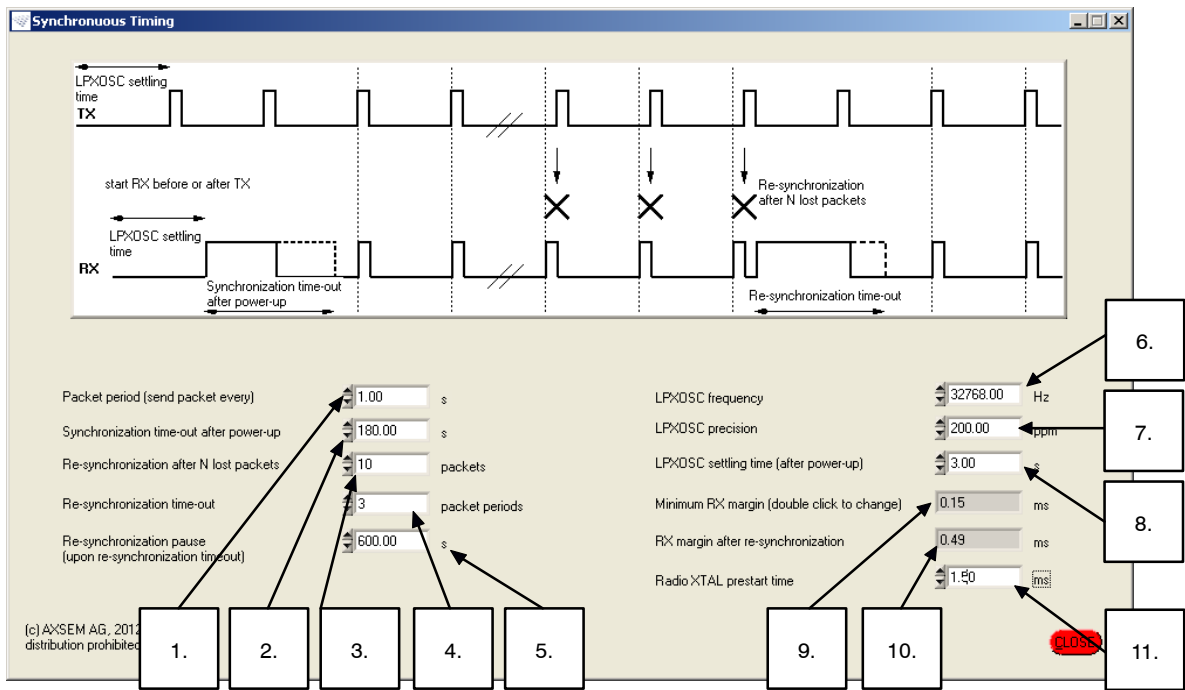 Synchronuous Timing
LPXOSC settling
time
TX
start RX before or after TX
Re-synchronization
after N lost packets
LPXOSC settling
time
RX
Synchronization time-out
after power-up
Re-synchronization time-out
Packet period (send packet every) 1.00 s
Synchronization time-out after power-up 180.00 s
Re-synchronization after N lost packets 10 packets
Re-synchronization time-out 3 packet periods
Re-synchronization pause 600.00 s
(upon re-synchronization timeout)
LPXOSC frequency 32768.00 Hz
LPXOSC precision 200.00 ppm
LPXOSC settling time (after power-up) 3.00 s
Minimum RX margin (double click to change) 0.15 ms
RX margin after re-synchronization 0.49 ms
Radio XTAL prestart time 1.50 ms
6.
7.
8.
(c) AXSEM AG, 2012
distribution prohibited
1.
2.
3.
4.
5.
9.
10.
11.
CLOSE